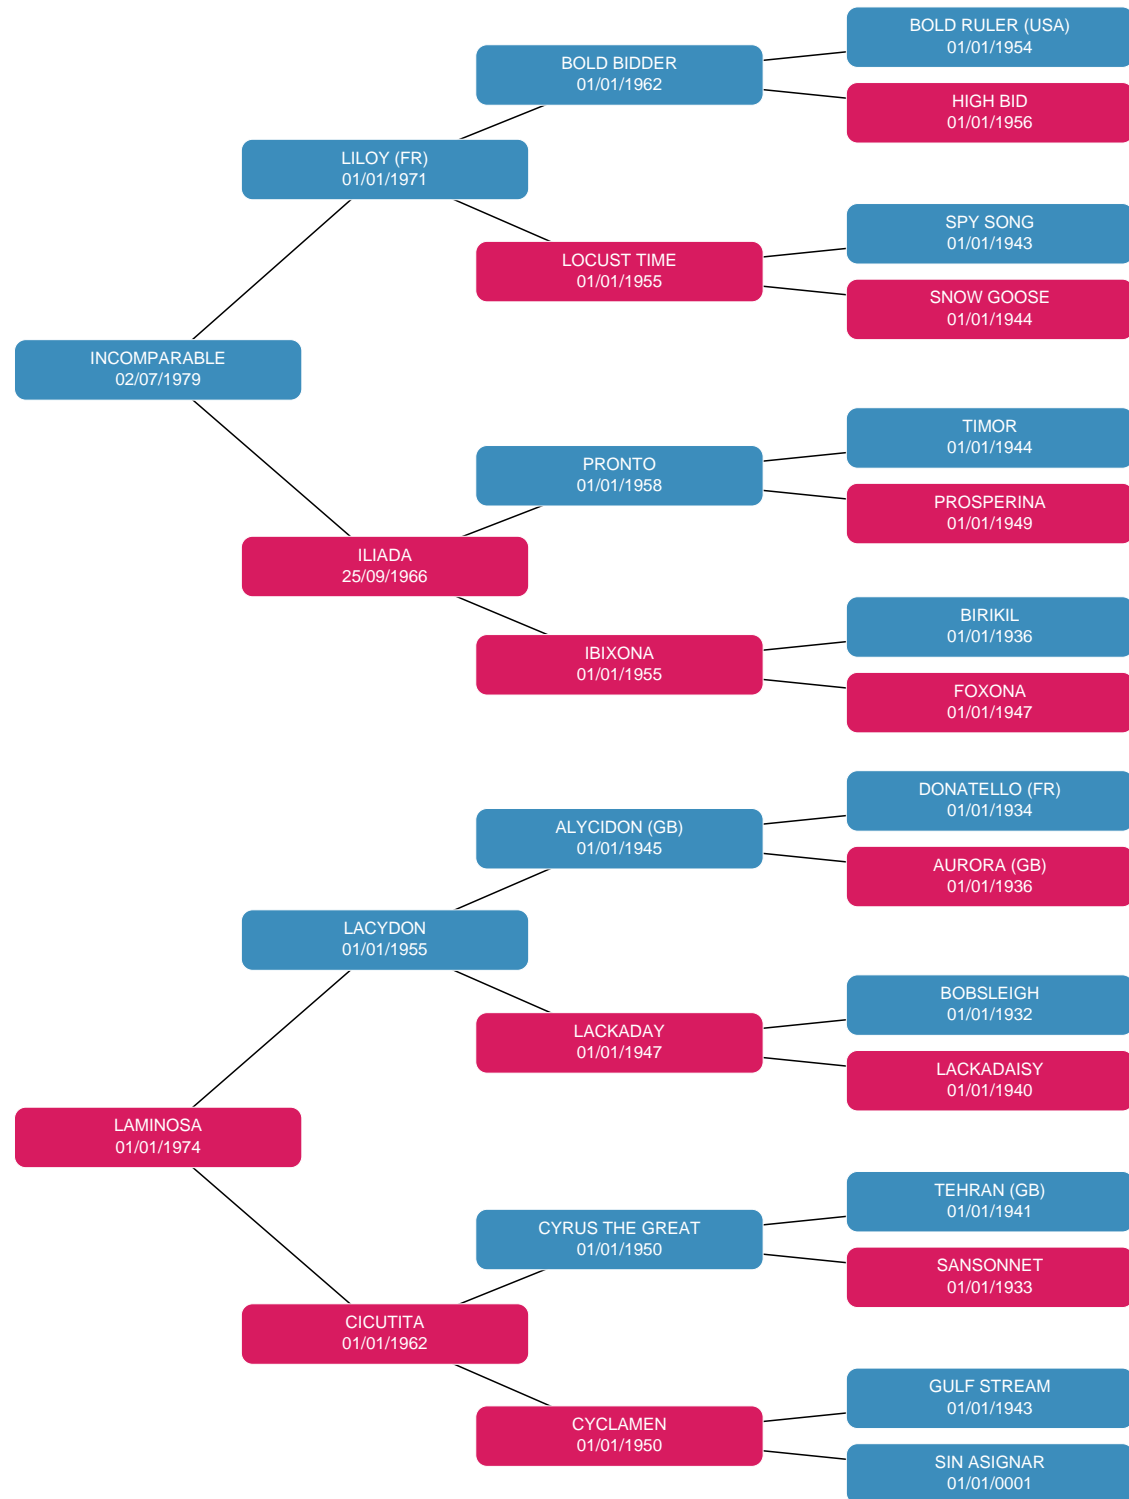 BOLD RULER (USA)
01/01/1954
BOLD BIDDER
01/01/1962
HIGH BID
01/01/1956
LILOY (FR)
01/01/1971
SPY SONG
01/01/1943
LOCUST TIME
01/01/1955
SNOW GOOSE
01/01/1944
INCOMPARABLE
02/07/1979
TIMOR
01/01/1944
PRONTO
01/01/1958
PROSPERINA
01/01/1949
ILIADA
25/09/1966
BIRIKIL
01/01/1936
IBIXONA
01/01/1955
FOXONA
01/01/1947
DONATELLO (FR)
01/01/1934
ALYCIDON (GB)
01/01/1945
AURORA (GB)
01/01/1936
LACYDON
01/01/1955
BOBSLEIGH
01/01/1932
LACKADAY
01/01/1947
LACKADAISY
01/01/1940
LAMINOSA
01/01/1974
TEHRAN (GB)
01/01/1941
CYRUS THE GREAT
01/01/1950
SANSONNET
01/01/1933
CICUTITA
01/01/1962
GULF STREAM
01/01/1943
CYCLAMEN
01/01/1950
SIN ASIGNAR
01/01/0001